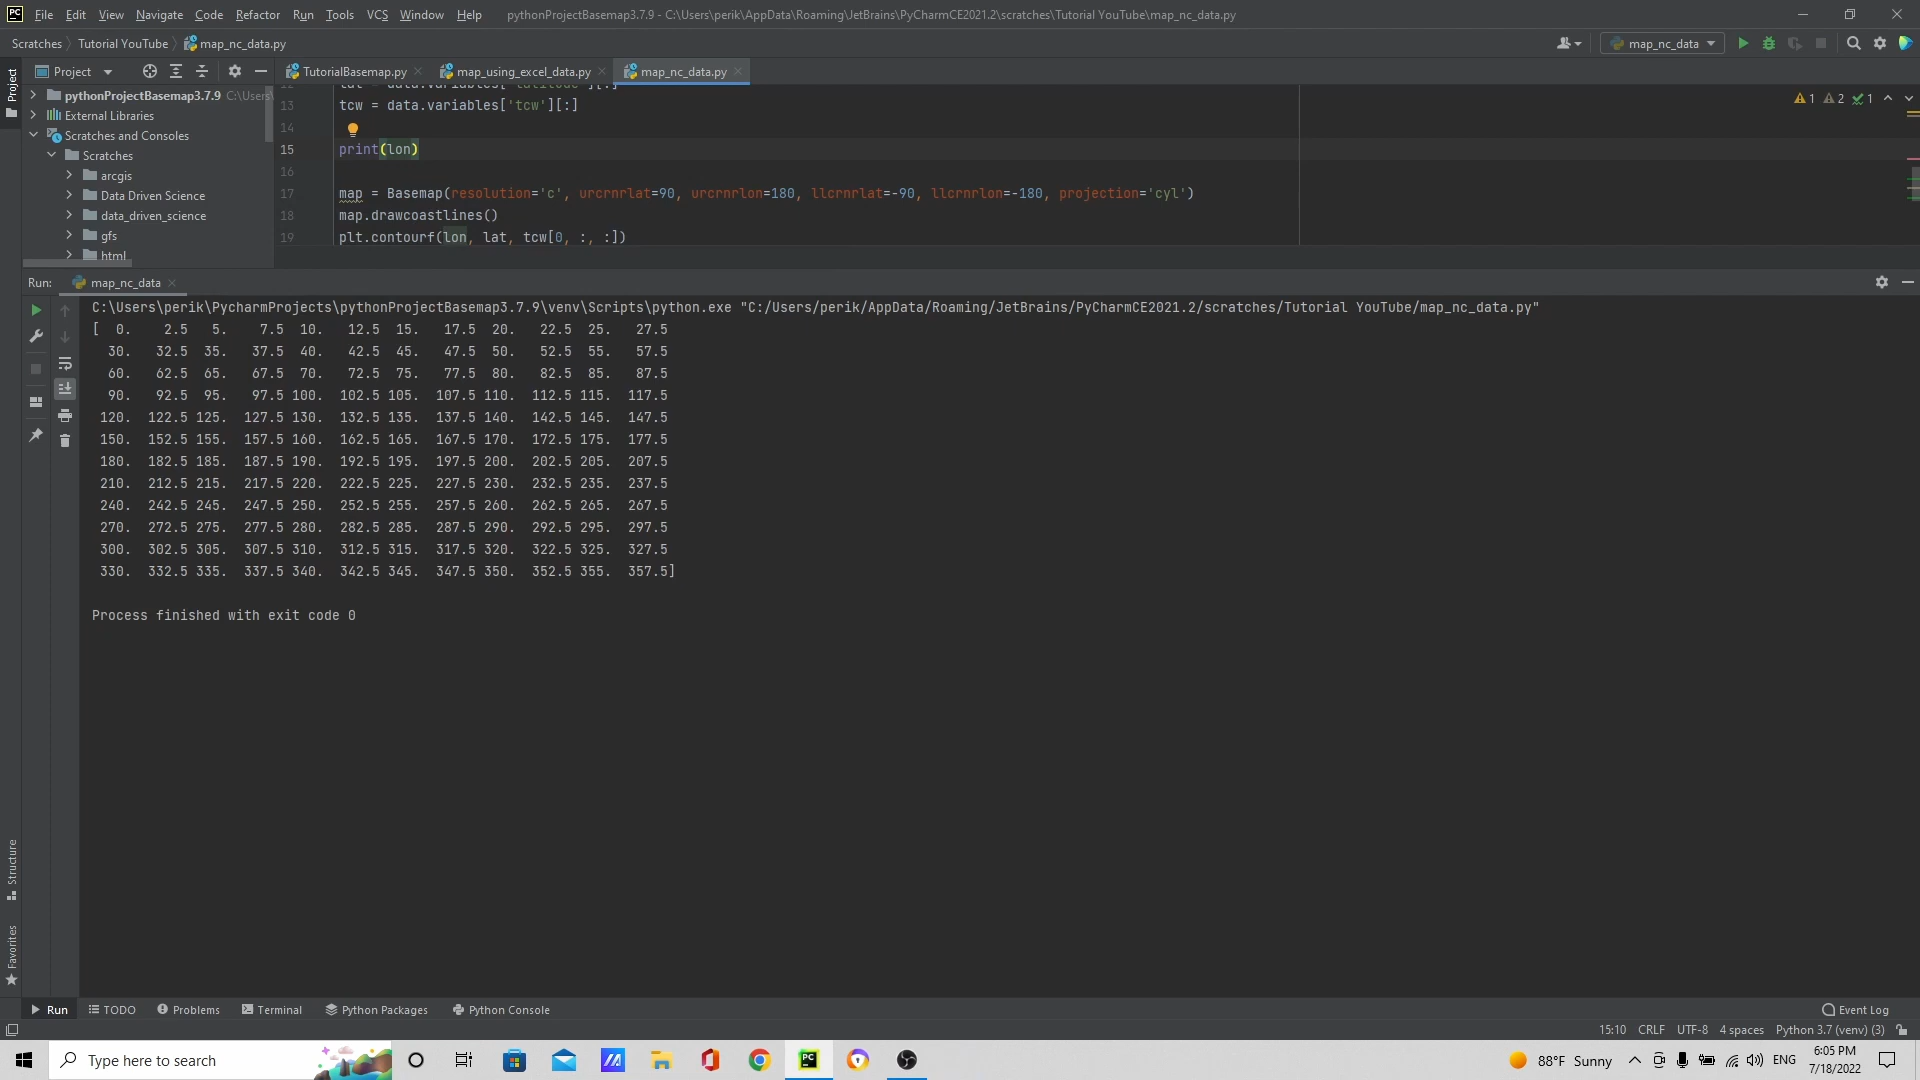 PC File Edit View Navigate Code Refactor Run Tools VCS Window Help pythonProjectBasemap3.7.9 - C:\Users\perik\AppData\Roaming\JetBrains\PyCharmCE2021.2\scratches\Tutorial YouTube\map_nc_data.py
Scratches Tutorial YouTube map_nc_data.py map_nc_data
Project Project TutorialBasemap.py map_using_excel_data.py map_nc_data.py
pythonProjectBasemap3.7.9 C:\Users\
External Libraries
Scratches and Consoles
Scratches
arcgis
Data Driven Science
data_driven_science
gfs
html
1 2 1
13 tcw = data.variables['tcw'][:]
14
15 print(lon)
16
17 map = Basemap(resolution='c', urcrnrlat=90, urcrnrlon=180, llcrnrlat=-90, llcrnrlon=-180, projection='cyl')
18 map.drawcoastlines()
19 plt.contourf(lon, lat, tcw[0, :, :])
Run: map_nc_data
C:\Users\perik\PycharmProjects\pythonProjectBasemap3.7.9\venv\Scripts\python.exe "C:/Users/perik/AppData/Roaming/JetBrains/PyCharmCE2021.2/scratches/Tutorial YouTube/map_nc_data.py"
[  0.    2.5   5.    7.5  10.   12.5  15.   17.5  20.   22.5  25.   27.5
  30.   32.5  35.   37.5  40.   42.5  45.   47.5  50.   52.5  55.   57.5
  60.   62.5  65.   67.5  70.   72.5  75.   77.5  80.   82.5  85.   87.5
  90.   92.5  95.   97.5 100.  102.5 105.  107.5 110.  112.5 115.  117.5
 120.  122.5 125.  127.5 130.  132.5 135.  137.5 140.  142.5 145.  147.5
 150.  152.5 155.  157.5 160.  162.5 165.  167.5 170.  172.5 175.  177.5
 180.  182.5 185.  187.5 190.  192.5 195.  197.5 200.  202.5 205.  207.5
 210.  212.5 215.  217.5 220.  222.5 225.  227.5 230.  232.5 235.  237.5
 240.  242.5 245.  247.5 250.  252.5 255.  257.5 260.  262.5 265.  267.5
 270.  272.5 275.  277.5 280.  282.5 285.  287.5 290.  292.5 295.  297.5
 300.  302.5 305.  307.5 310.  312.5 315.  317.5 320.  322.5 325.  327.5
 330.  332.5 335.  337.5 340.  342.5 345.  347.5 350.  352.5 355.  357.5]
Process finished with exit code 0
Structure
Favorites
Run TODO Problems Terminal Python Packages Python Console Event Log
15:10 CRLF UTF-8 4 spaces Python 3.7 (venv) (3)
Type here to search PC 88°F Sunny ENG 6:05 PM
7/18/2022